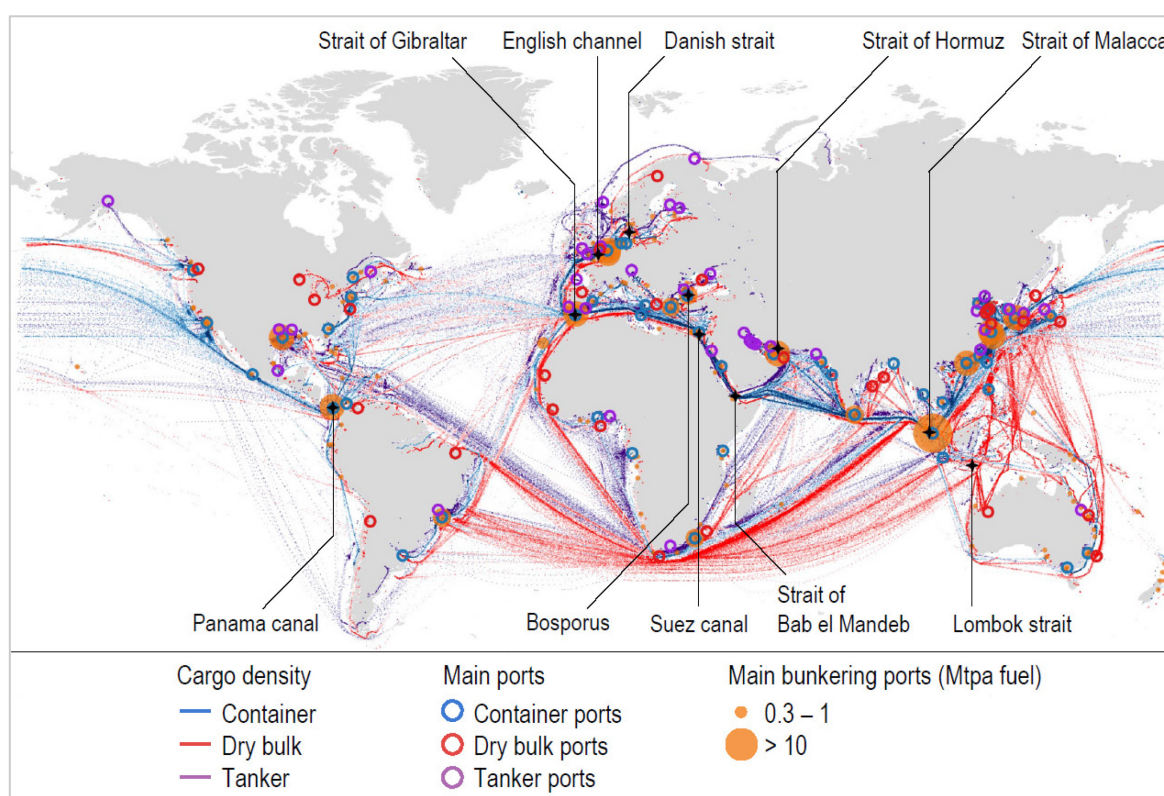 Strait of Gibraltar
English channel
Danish strait
Strait of Hormuz
Strait of Malacca
Panama canal
Bosporus
Suez canal
Strait of
Bab el Mandeb
Lombok strait
Cargo density
Container
Dry bulk
Tanker
Main ports
Container ports
Dry bulk ports
Tanker ports
Main bunkering ports (Mtpa fuel)
0.3 – 1
> 10